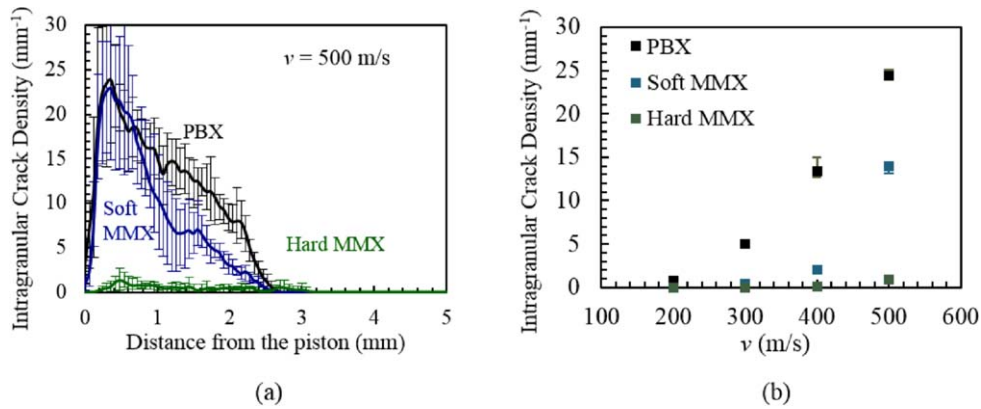 30
25
20
15
10
5
0
Intragranular Crack Density (mm⁻¹)
v = 500 m/s
PBX
Soft
MMX
Hard MMX
0 1 2 3 4 5
Distance from the piston (mm)
(a)
30
25
20
15
10
5
0
Intragranular Crack Density (mm⁻¹)
PBX
Soft MMX
Hard MMX
100 200 300 400 500 600
v (m/s)
(b)